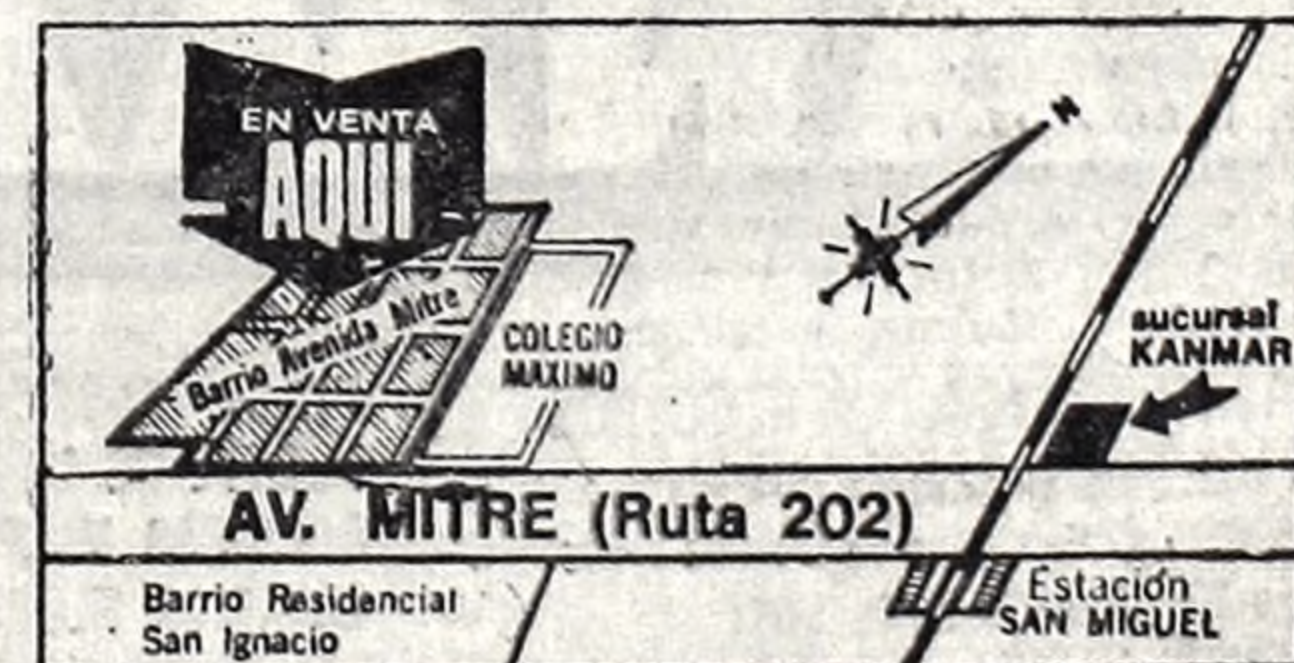 EN VENTA
AQUI
N
Barrio Avenida Mitre
COLEGIO
MAXIMO
sucursal
KANMAR
AV. MITRE (Ruta 202)
Barrio Residencial
San Ignacio
Estación
SAN MIGUEL